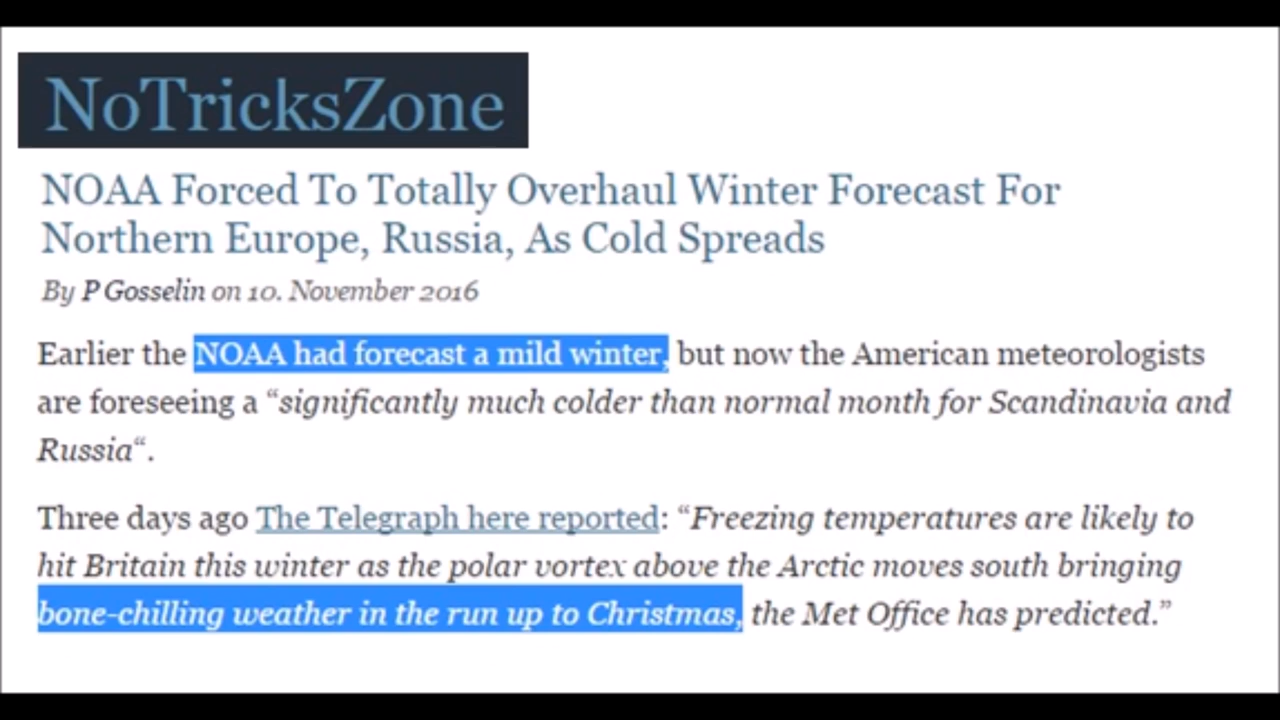 NoTricksZone
NOAA Forced To Totally Overhaul Winter Forecast For
Northern Europe, Russia, As Cold Spreads
By P Gosselin on 10. November 2016
Earlier the NOAA had forecast a mild winter, but now the American meteorologists
are foreseeing a “significantly much colder than normal month for Scandinavia and
Russia“.
Three days ago The Telegraph here reported: “Freezing temperatures are likely to
hit Britain this winter as the polar vortex above the Arctic moves south bringing
bone-chilling weather in the run up to Christmas, the Met Office has predicted.”